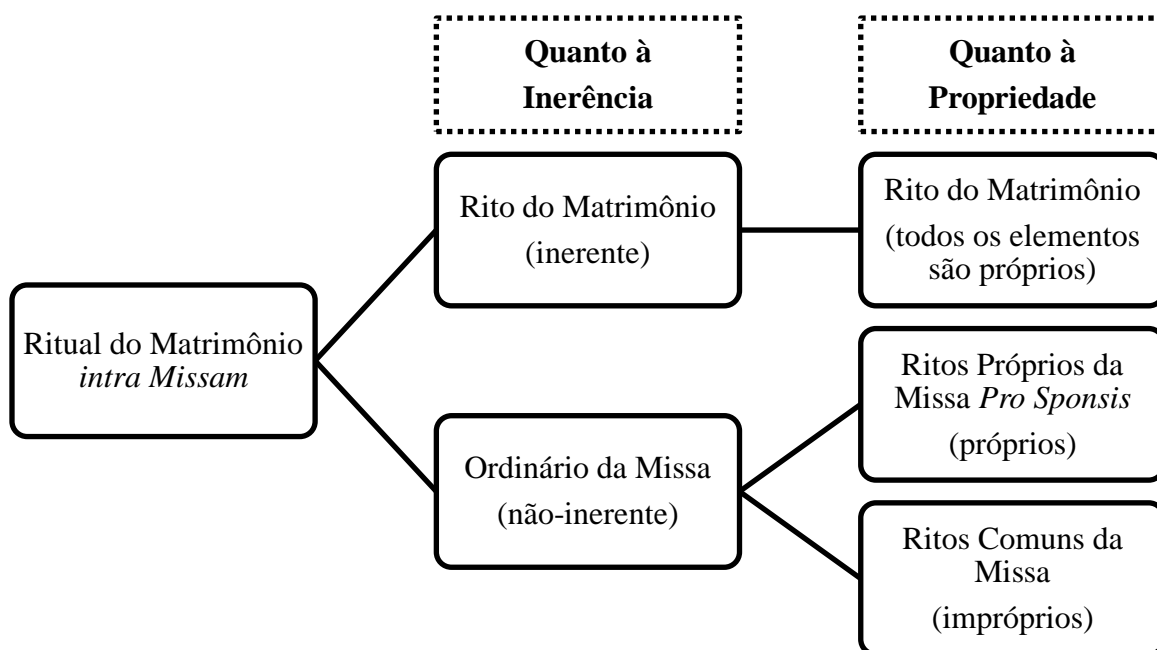 Quanto à
Inerência
Quanto à
Propriedade
Rito do Matrimônio
(inerente)
Rito do Matrimônio
(todos os elementos
são próprios)
Ritual do Matrimônio
intra Missam
Ritos Próprios da
Missa Pro Sponsis
(próprios)
Ordinário da Missa
(não-inerente)
Ritos Comuns da
Missa
(impróprios)